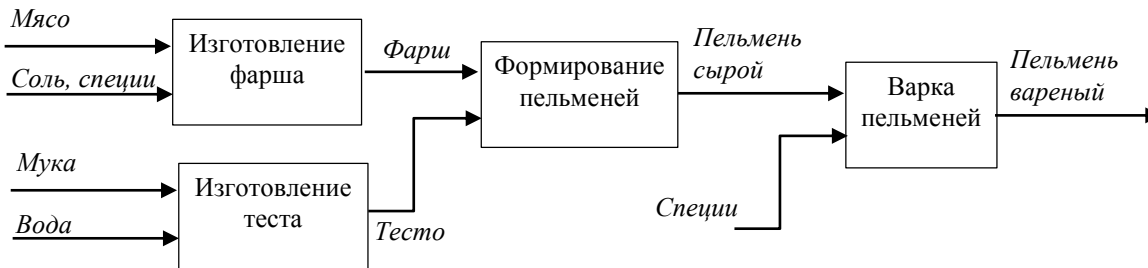 Мясо
Соль, специи
Изготовление
фарша
Фарш
Формирование
пельменей
Пельмень
сырой
Варка
пельменей
Пельмень
вареный
Мука
Вода
Изготовление
теста
Тесто
Специи